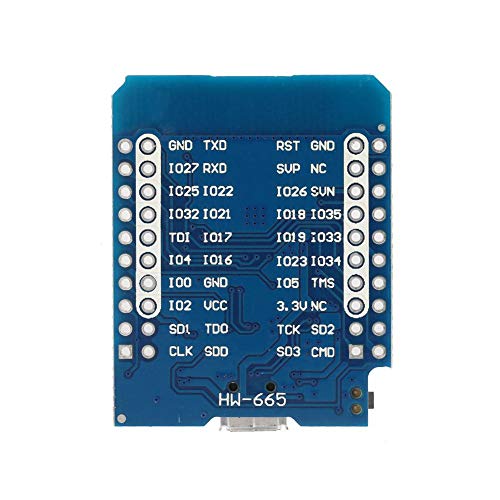 GND TXD RST GND
IO27 RXD SVP NC
IO25 IO22 IO26 SVN
IO32 IO21 IO18 IO35
TDI IO17 IO19 IO33
IO4 IO16 IO23 IO34
IO0 GND IO5 TMS
IO2 VCC 3.3V NC
SD1 TDO TCK SD2
CLK SDD SD3 CMD
HW-665